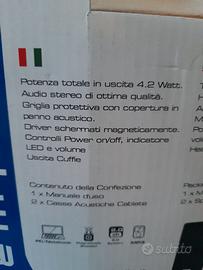 Potenza totale in uscita 4.2 Watt.
Audio stereo di ottima qualità.
Griglia protettiva con copertura in
panno acustico.
Driver schermati magneticamente.
Controlli Power on/off, indicatore
LED e volume
Uscita Cuffie
Contenuto della Confezione
1 x Manuale d'uso
2 x Casse Acustiche Cablate
subito